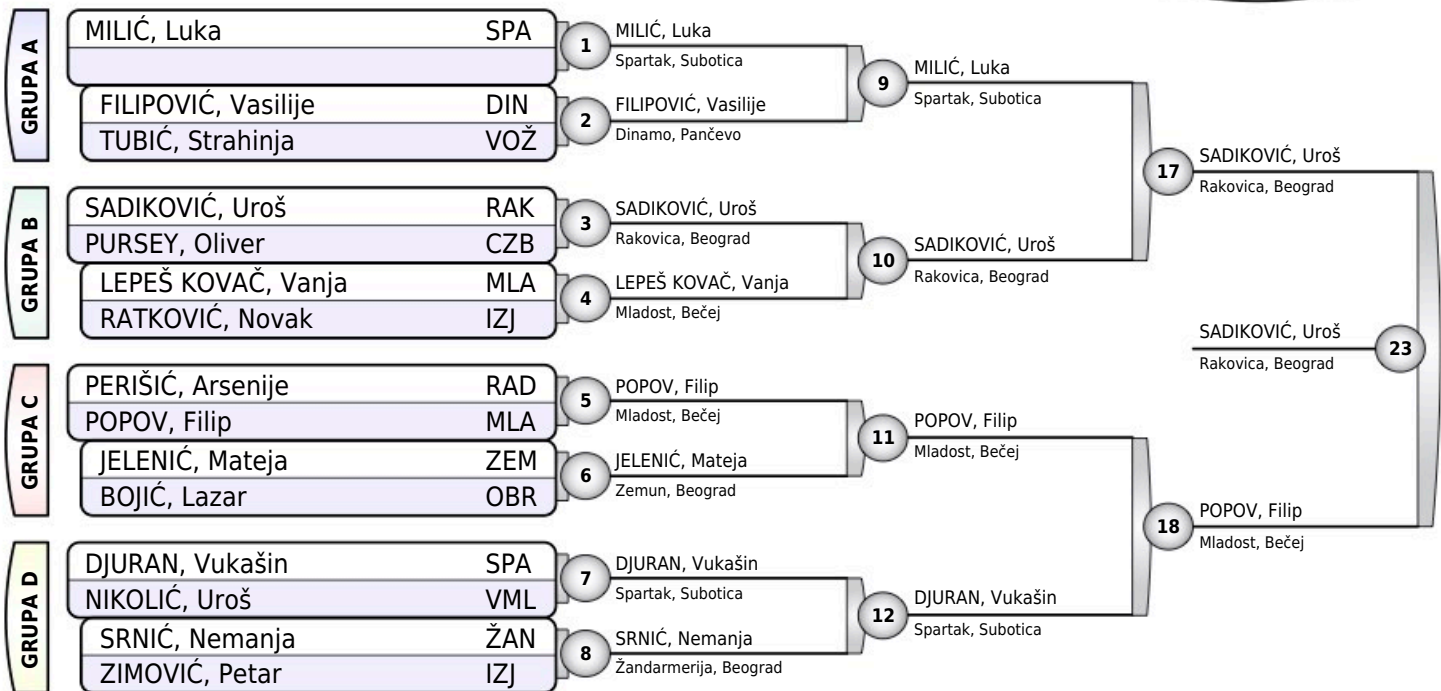 GRUPA A
MILIĆ, Luka SPA
FILIPOVIĆ, Vasilije DIN
TUBIĆ, Strahinja VOŽ
GRUPA B
SADIKOVIĆ, Uroš RAK
PURSEY, Oliver CZB
LEPEŠ KOVAČ, Vanja MLA
RATKOVIĆ, Novak IZJ
GRUPA C
PERIŠIĆ, Arsenije RAD
POPOV, Filip MLA
JELENIĆ, Mateja ZEM
BOJIĆ, Lazar OBR
GRUPA D
DJURAN, Vukašin SPA
NIKOLIĆ, Uroš VML
SRNIĆ, Nemanja ŽAN
ZIMOVIĆ, Petar IZJ
1
MILIĆ, Luka
Spartak, Subotica
2
FILIPOVIĆ, Vasilije
Dinamo, Pančevo
3
SADIKOVIĆ, Uroš
Rakovica, Beograd
4
LEPEŠ KOVAČ, Vanja
Mladost, Bečej
5
POPOV, Filip
Mladost, Bečej
6
JELENIĆ, Mateja
Zemun, Beograd
7
DJURAN, Vukašin
Spartak, Subotica
8
SRNIĆ, Nemanja
Žandarmerija, Beograd
9
MILIĆ, Luka
Spartak, Subotica
10
SADIKOVIĆ, Uroš
Rakovica, Beograd
11
POPOV, Filip
Mladost, Bečej
12
DJURAN, Vukašin
Spartak, Subotica
17
SADIKOVIĆ, Uroš
Rakovica, Beograd
18
POPOV, Filip
Mladost, Bečej
SADIKOVIĆ, Uroš
Rakovica, Beograd
23